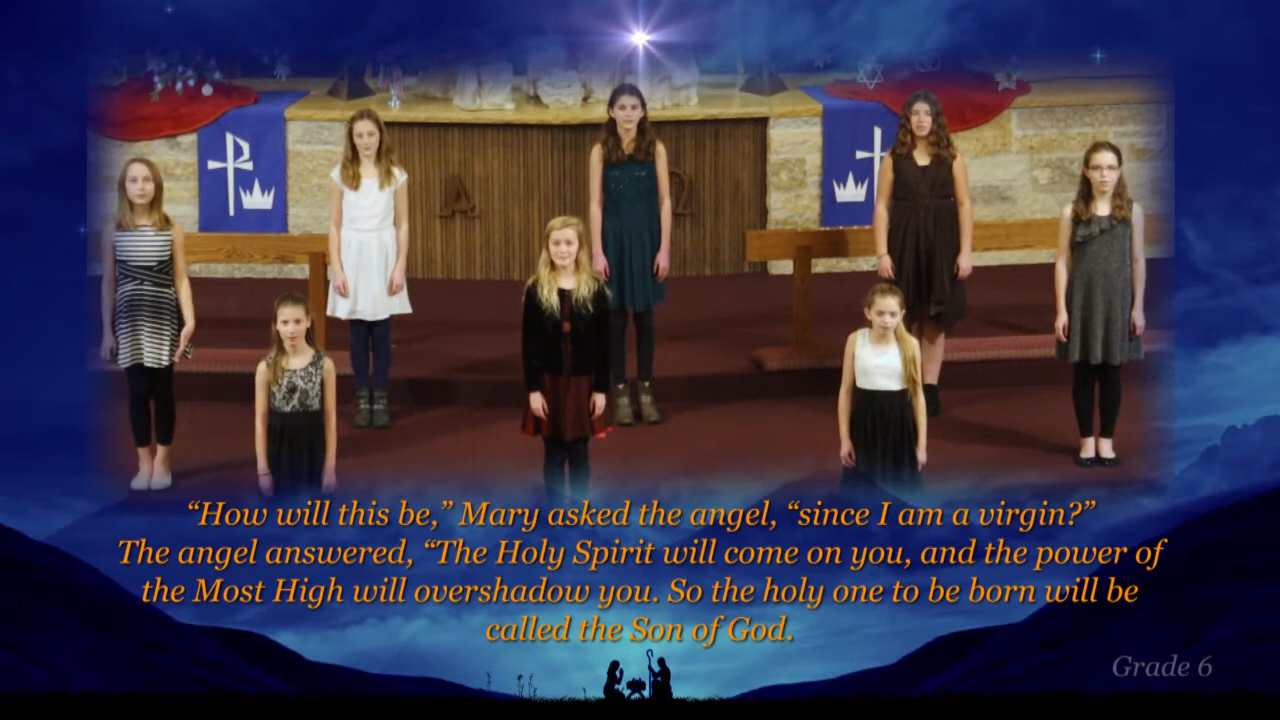 Α Ω
“How will this be,” Mary asked the angel, “since I am a virgin?”
The angel answered, “The Holy Spirit will come on you, and the power of
the Most High will overshadow you. So the holy one to be born will be
called the Son of God.
Grade 6